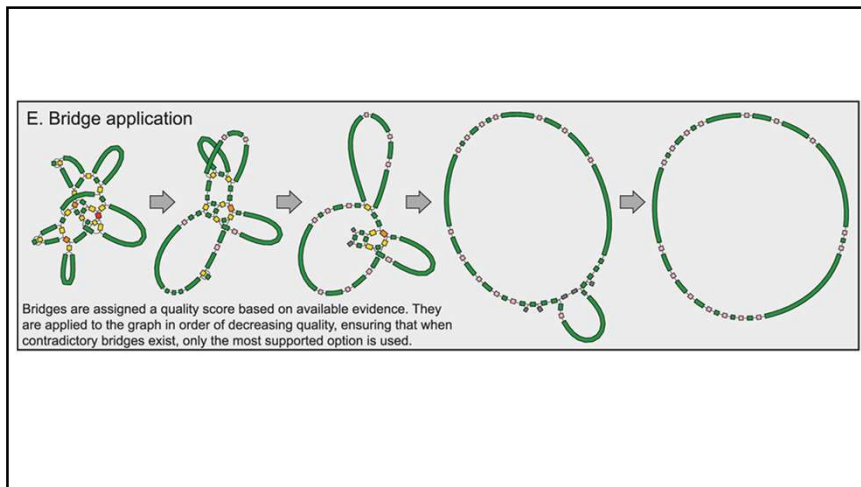 E. Bridge application
Bridges are assigned a quality score based on available evidence. They
are applied to the graph in order of decreasing quality, ensuring that when
contradictory bridges exist, only the most supported option is used.